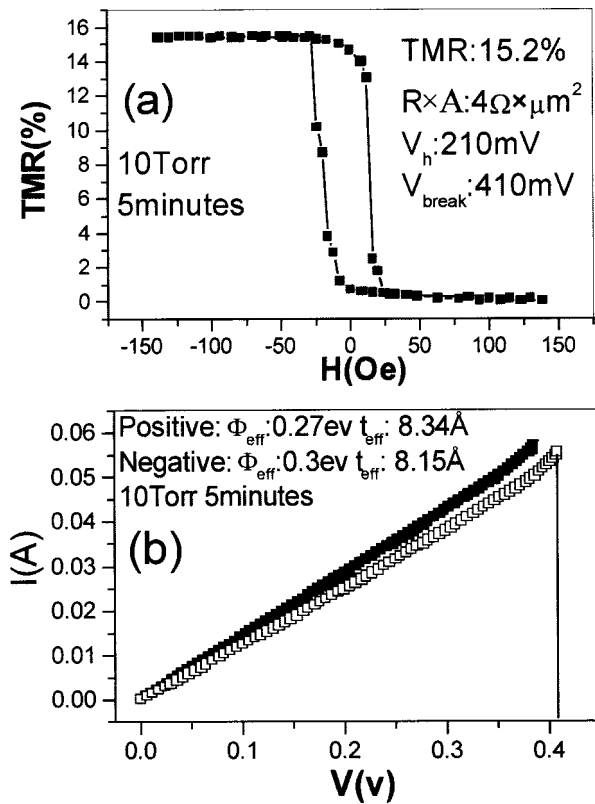 16
14
12
10
8
6
4
2
0
TMR(%)
(a)
10Torr
5minutes
TMR:15.2%
R×A:4Ω×μm²
V_h:210mV
V_break:410mV
-150 -100 -50 0 50 100 150
H(Oe)
0.06
0.05
0.04
0.03
0.02
0.01
0.00
I(A)
Positive: Φ_eff:0.27ev t_eff: 8.34Å
Negative: Φ_eff:0.3ev t_eff: 8.15Å
10Torr 5minutes
(b)
0.0 0.1 0.2 0.3 0.4
V(v)